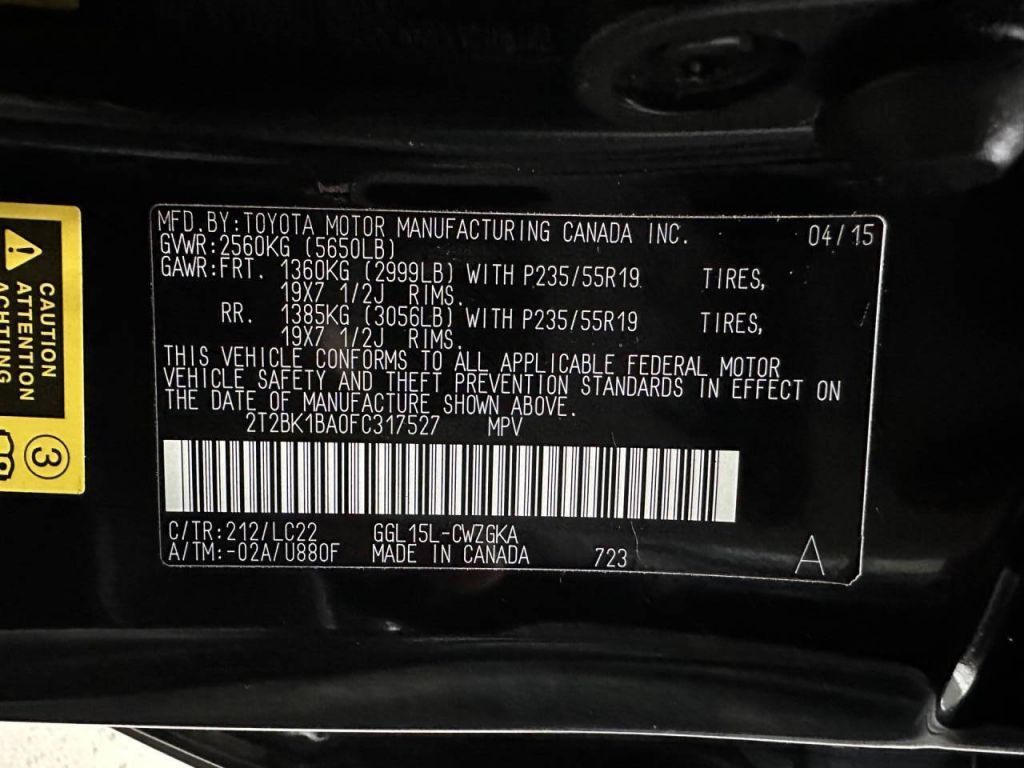 MFD.BY:TOYOTA MOTOR MANUFACTURING CANADA INC. 04/15
GVWR:2560KG (5650LB)
GAWR:FRT. 1360KG (2999LB) WITH P235/55R19 TIRES,
19X7 1/2J RIMS.
RR. 1385KG (3056LB) WITH P235/55R19 TIRES,
19X7 1/2J RIMS.
THIS VEHICLE CONFORMS TO ALL APPLICABLE FEDERAL MOTOR
VEHICLE SAFETY AND THEFT PREVENTION STANDARDS IN EFFECT ON
THE DATE OF MANUFACTURE SHOWN ABOVE.
2T2BK1BA0FC317527 MPV
C/TR:212/LC22 GGL15L-CWZGKA
A/TM:-02A/U880F MADE IN CANADA 723 A
CAUTION
ATTENTION
ACHTUNG
3